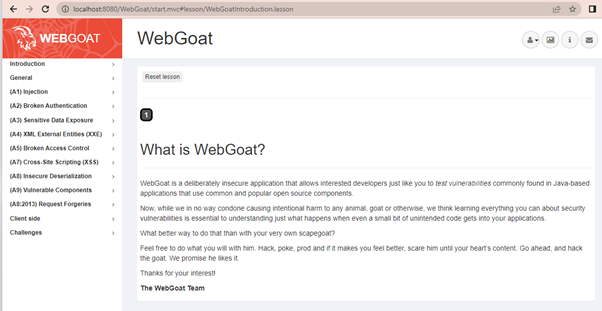 localhost:8080/WebGoat/start.mvc#lesson/WebGoatIntroduction.lesson
WEBGOAT
WebGoat
Introduction
General
(A1) Injection
(A2) Broken Authentication
(A3) Sensitive Data Exposure
(A4) XML External Entities (XXE)
(A5) Broken Access Control
(A7) Cross-Site Scripting (XSS)
(A8) Insecure Deserialization
(A9) Vulnerable Components
(A8:2013) Request Forgeries
Client side
Challenges
Reset lesson
1
What is WebGoat?
WebGoat is a deliberately insecure application that allows interested developers just like you to test vulnerabilities commonly found in Java-based
applications that use common and popular open source components.
Now, while we in no way condone causing intentional harm to any animal, goat or otherwise, we think learning everything you can about security
vulnerabilities is essential to understanding just what happens when even a small bit of unintended code gets into your applications.
What better way to do that than with your very own scapegoat?
Feel free to do what you will with him. Hack, poke, prod and if it makes you feel better, scare him until your heart's content. Go ahead, and hack
the goat. We promise he likes it.
Thanks for your interest!
The WebGoat Team